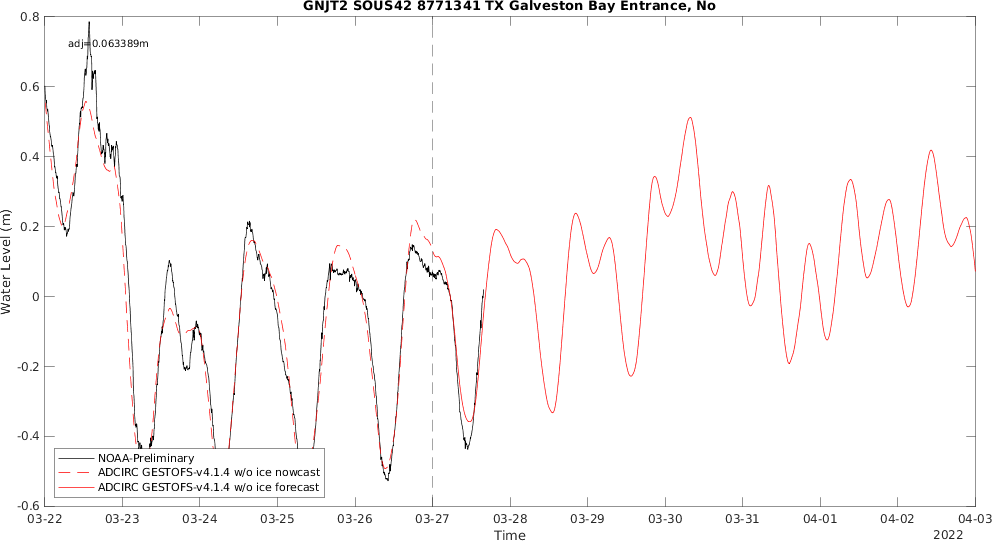 GNJT2 SOUS42 8771341 TX Galveston Bay Entrance, No
adj=0.063389m
Water Level (m)
0.8
0.6
0.4
0.2
0
-0.2
-0.4
-0.6
NOAA-Preliminary
ADCIRC GESTOFS-v4.1.4 w/o ice nowcast
ADCIRC GESTOFS-v4.1.4 w/o ice forecast
03-22 03-23 03-24 03-25 03-26 03-27 03-28 03-29 03-30 03-31 04-01 04-02 04-03
Time
2022